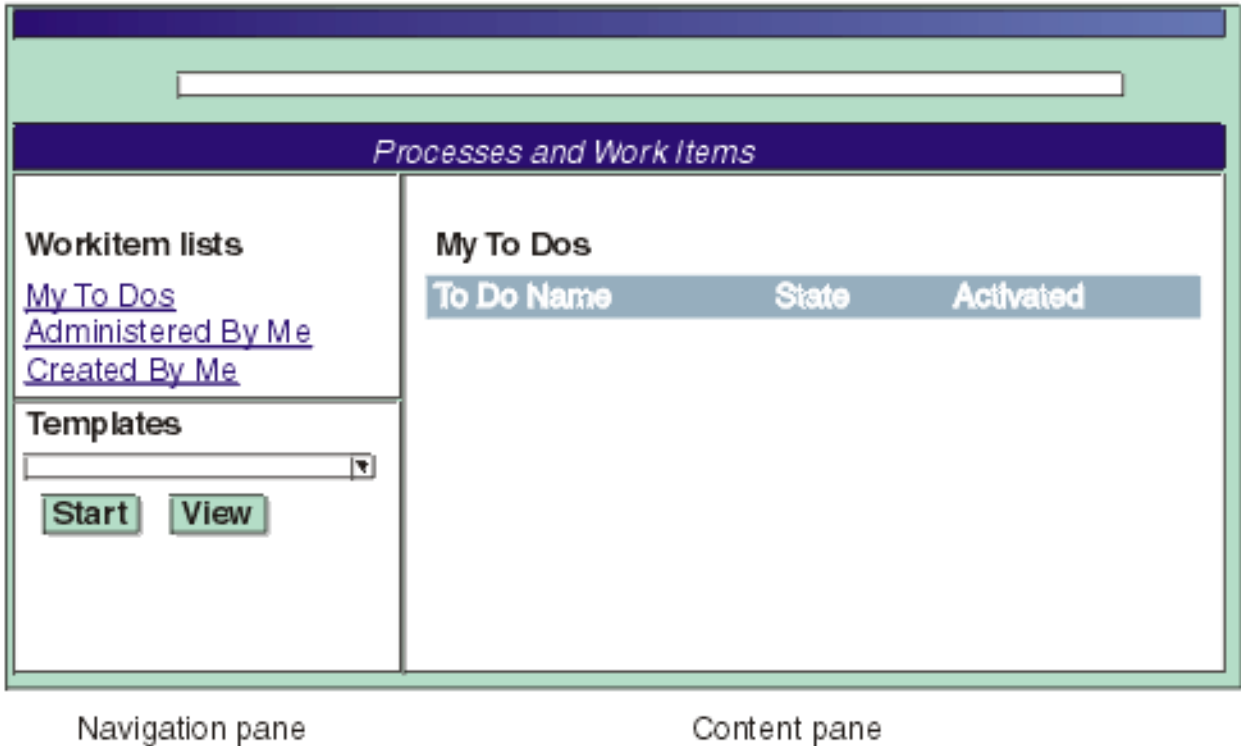 Processes and Work Items
Workitem lists
My To Dos
Administered By Me
Created By Me
Templates
Start View
My To Dos
To Do Name State Activated
Navigation pane Content pane